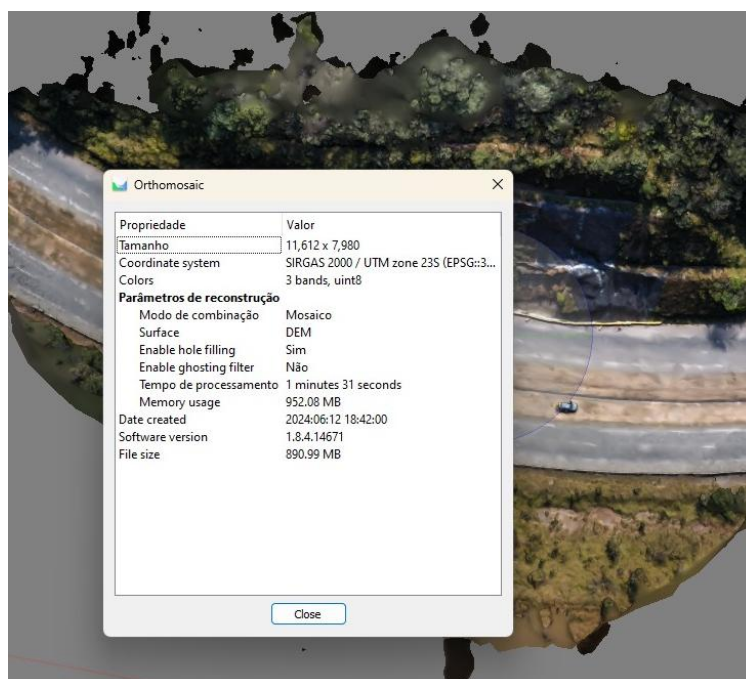 Orthomosaic
Propriedade Valor
Tamanho 11,612 x 7,980
Coordinate system SIRGAS 2000 / UTM zone 23S (EPSG::3...
Colors 3 bands, uint8
Parâmetros de reconstrução
Modo de combinação Mosaico
Surface DEM
Enable hole filling Sim
Enable ghosting filter Não
Tempo de processamento 1 minutes 31 seconds
Memory usage 952.08 MB
Date created 2024:06:12 18:42:00
Software version 1.8.4.14671
File size 890.99 MB
Close